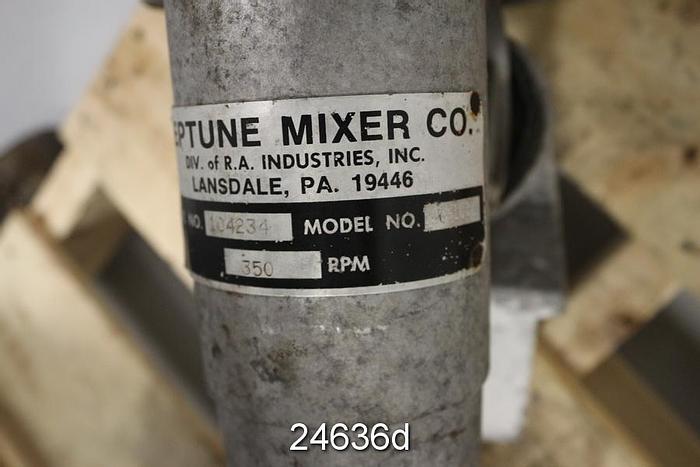 EPTUNE MIXER CO.
DIV. of R.A. INDUSTRIES, INC.
LANSDALE, PA. 19446
NO. 104234 MODEL NO.
350 RPM
24636d